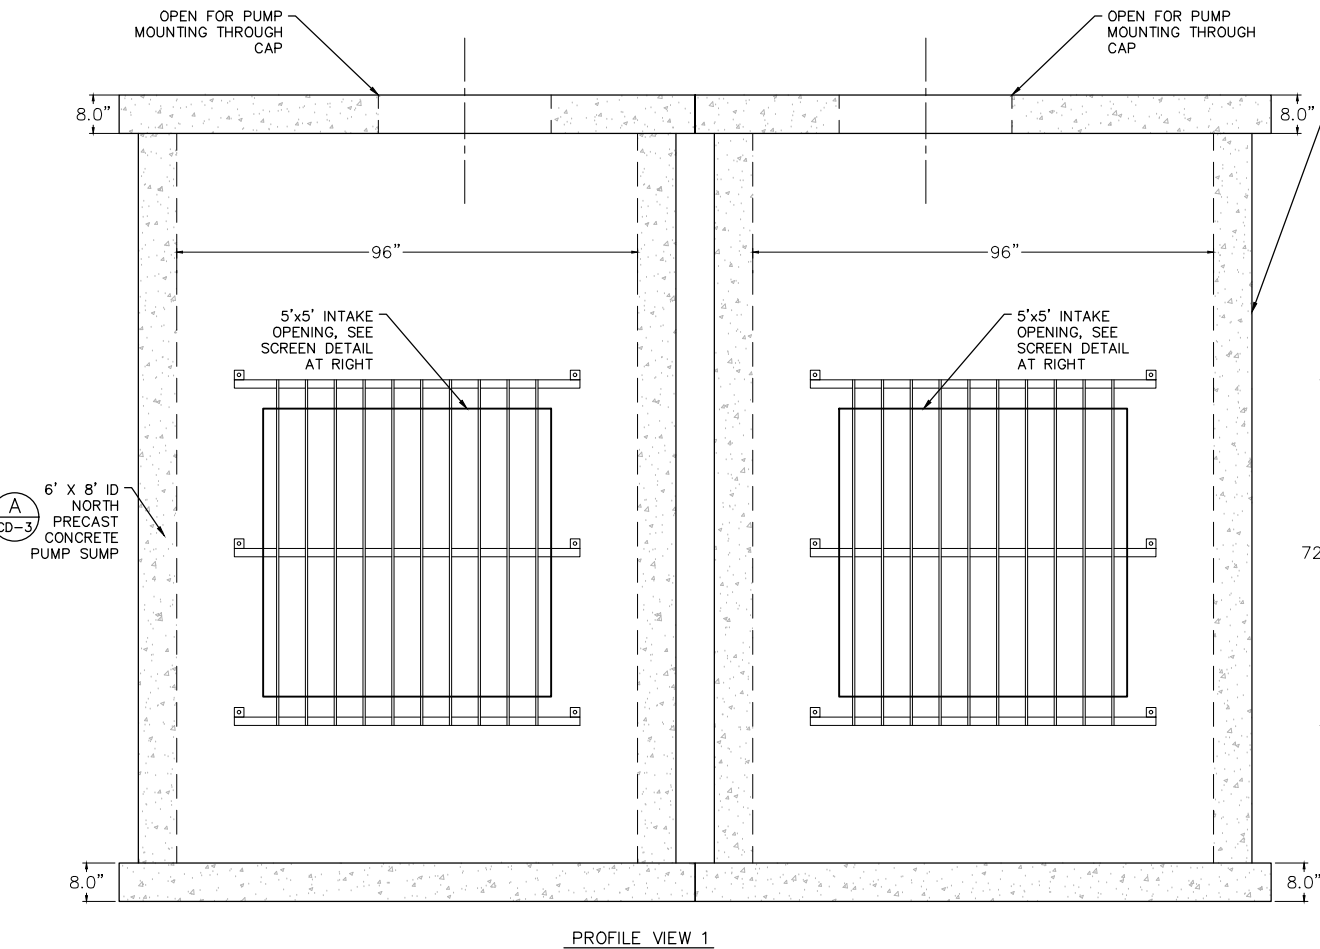 OPEN FOR PUMP
MOUNTING THROUGH
CAP
OPEN FOR PUMP
MOUNTING THROUGH
CAP
8.0"
8.0"
96"
96"
5'x5' INTAKE
OPENING, SEE
SCREEN DETAIL
AT RIGHT
5'x5' INTAKE
OPENING, SEE
SCREEN DETAIL
AT RIGHT
A
CD-3
6' X 8' ID
NORTH
PRECAST
CONCRETE
PUMP SUMP
72
8.0"
8.0"
PROFILE VIEW 1